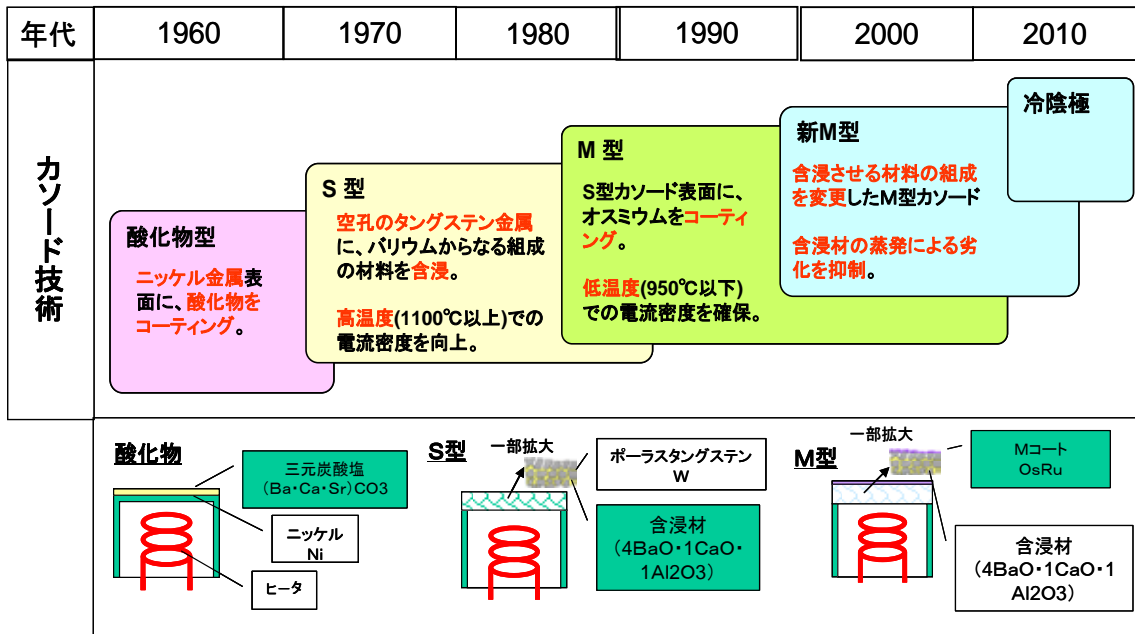 年代
1960
1970
1980
1990
2000
2010
カソード技術
酸化物型
ニッケル金属表
面に、酸化物を
コーティング。
S 型
空孔のタングステン金属
に、バリウムからなる組成
の材料を含浸。
高温度(1100℃以上)での
電流密度を向上。
M 型
S型カソード表面に、
オスミウムをコーティ
ング。
低温度(950℃以下)
での電流密度を確保。
新M型
含浸させる材料の組成
を変更したM型カソード
含浸材の蒸発による劣
化を抑制。
冷陰極
酸化物
三元炭酸塩
(Ba・Ca・Sr)CO3
ニッケル
Ni
ヒータ
S型
一部拡大
ポーラスタングステン
W
含浸材
(4BaO・1CaO・
1Al2O3)
M型
一部拡大
Mコート
OsRu
含浸材
(4BaO・1CaO・1
Al2O3)